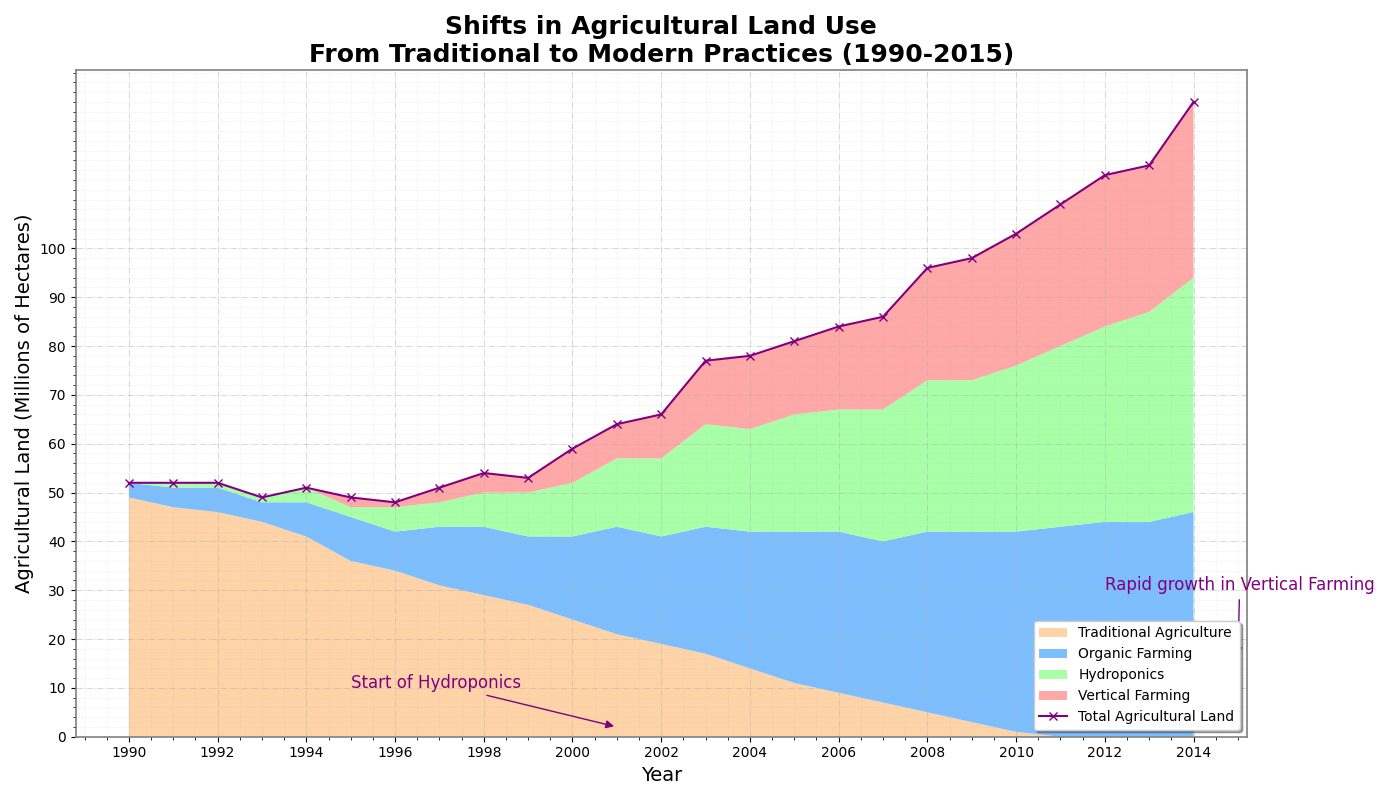 Shifts in Agricultural Land Use
From Traditional to Modern Practices (1990-2015)
Agricultural Land (Millions of Hectares)
100
90
80
70
60
50
40
30
20
10
0
Rapid growth in Vertical Farming
Start of Hydroponics
Traditional Agriculture
Organic Farming
Hydroponics
Vertical Farming
Total Agricultural Land
1990 1992 1994 1996 1998 2000 2002 2004 2006 2008 2010 2012 2014
Year